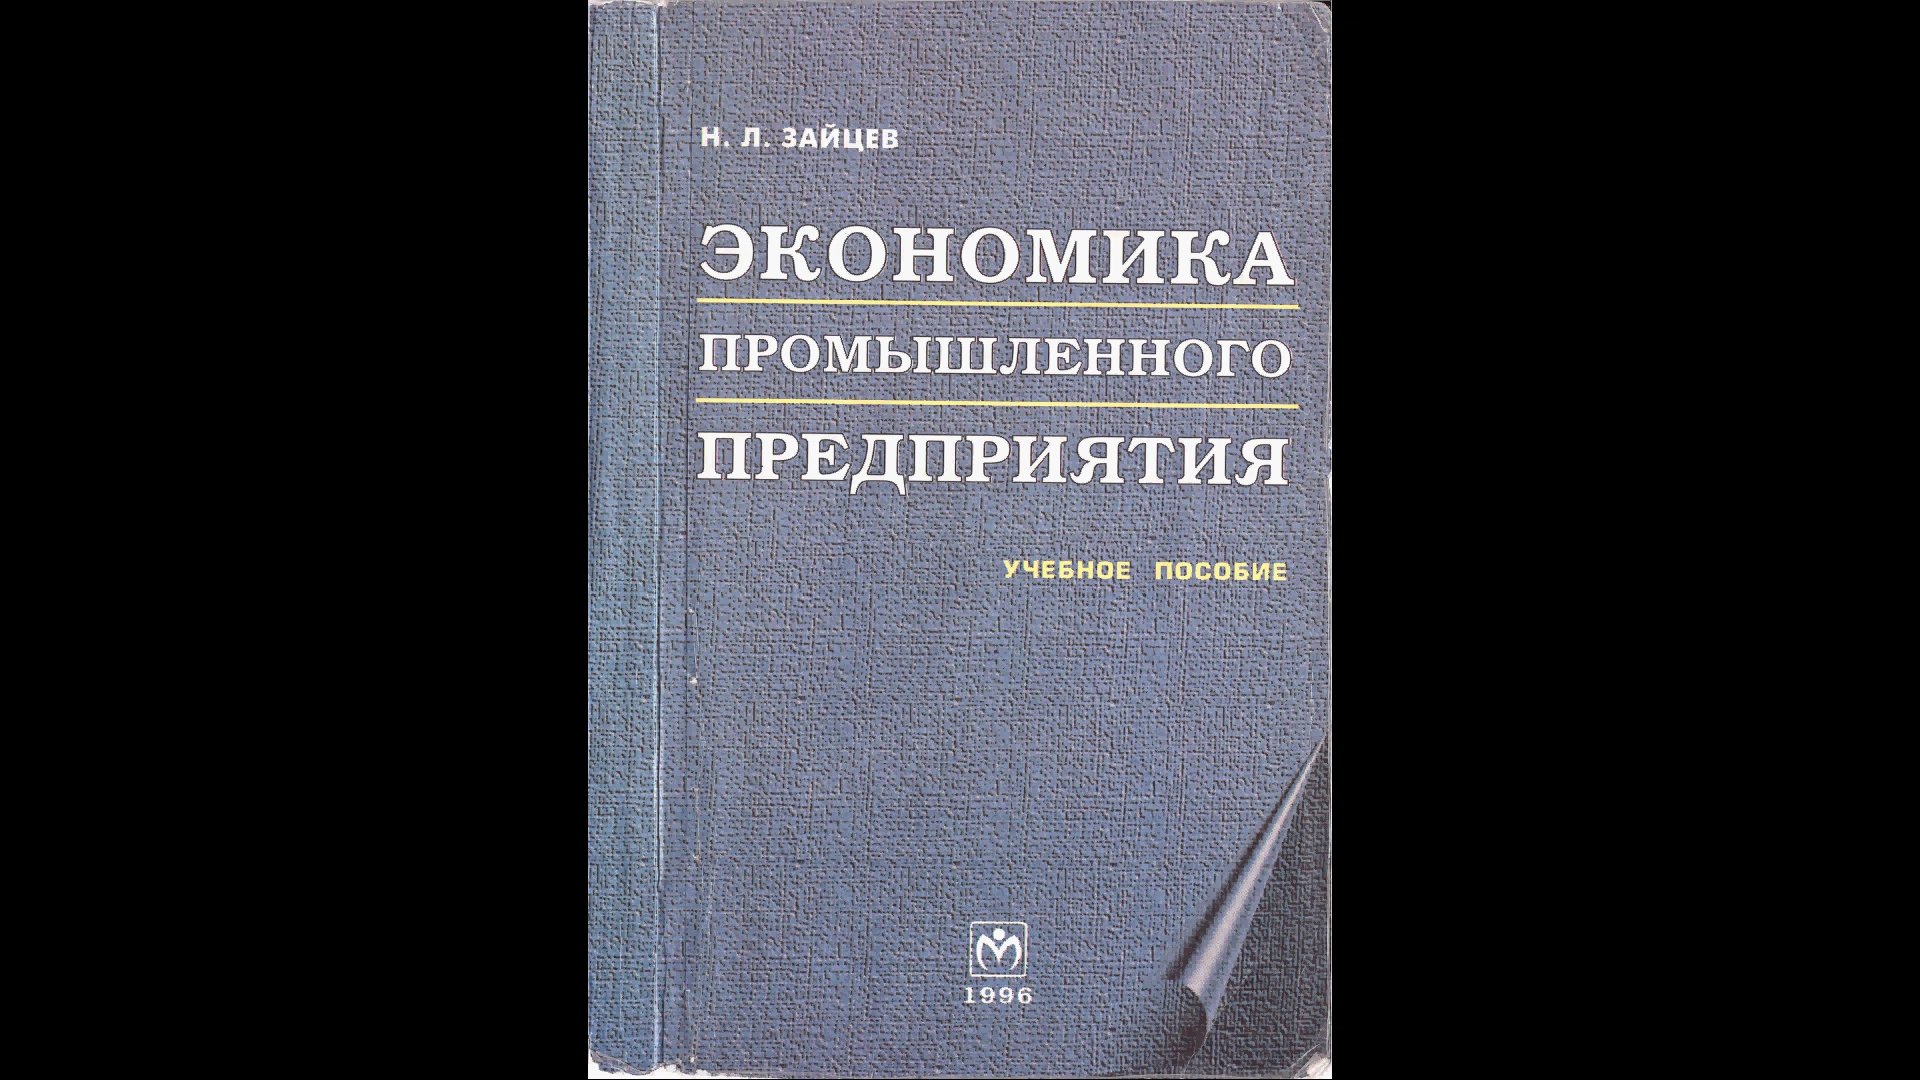 Н. Л. ЗАЙЦЕВ
ЭКОНОМИКА
ПРОМЫШЛЕННОГО
ПРЕДПРИЯТИЯ
УЧЕБНОЕ ПОСОБИЕ
1996